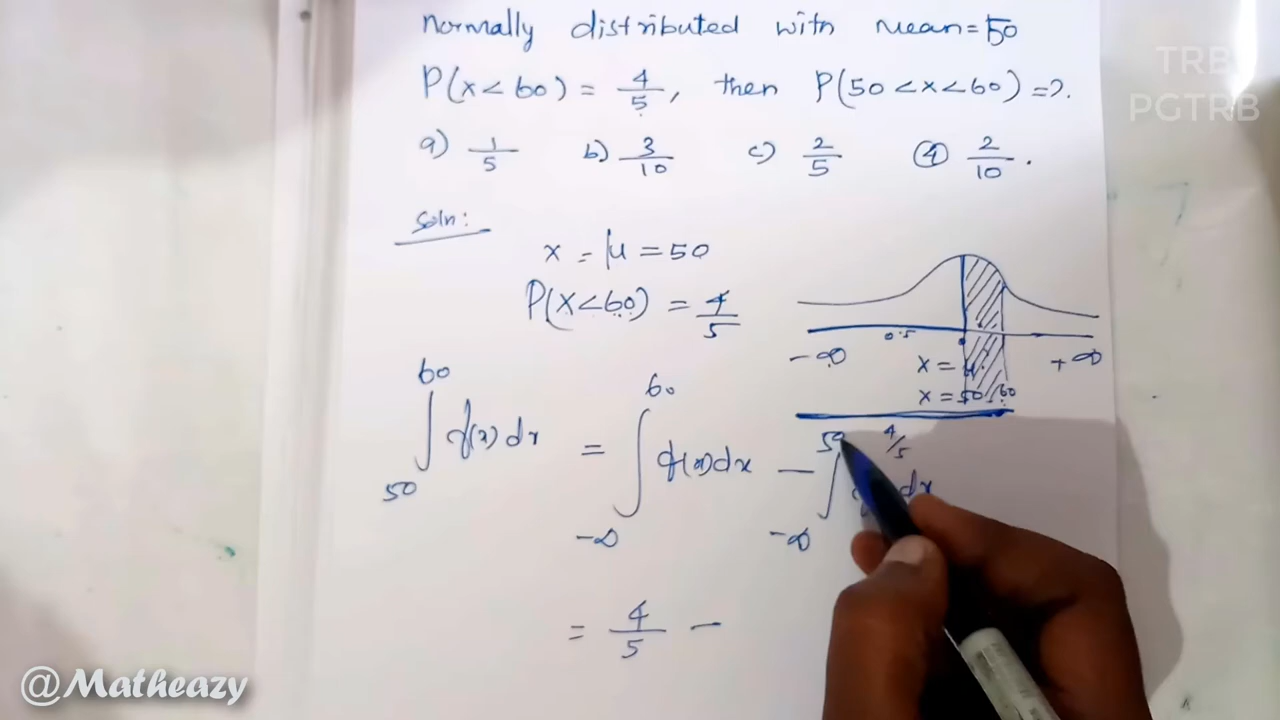 Normally distributed with mean=50
P(x<60) = 4/5, then P(50<x<60)=?.
a) 1/5 b) 3/10 c) 2/5 ④ 2/10.
Soln:
x = μ = 50
P(x<60) = 4/5
0.5
-∞ x = μ +∞
x = 50 60
4/5
∫_50^60 f(x) dx = ∫_-∞^60 f(x) dx - ∫_-∞^50 dx
= 4/5 -
TRB
PGTRB
@Matheazy